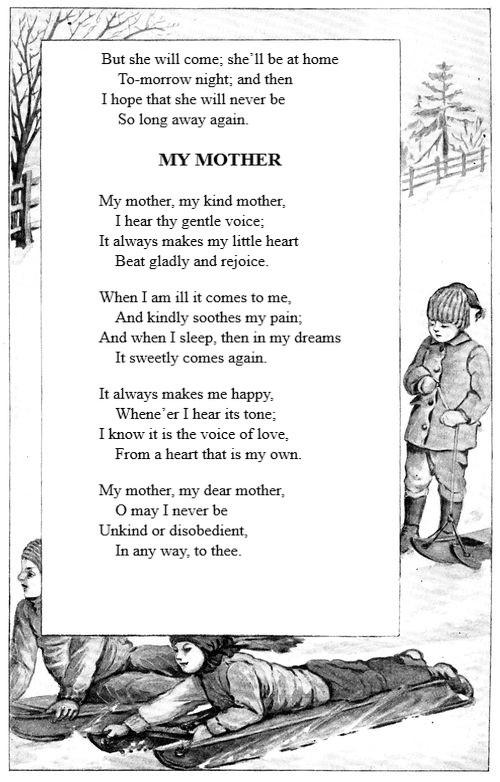 But she will come; she'll be at home
To-morrow night; and then
I hope that she will never be
So long away again.
MY MOTHER
My mother, my kind mother,
I hear thy gentle voice;
It always makes my little heart
Beat gladly and rejoice.
When I am ill it comes to me,
And kindly soothes my pain;
And when I sleep, then in my dreams
It sweetly comes again.
It always makes me happy,
Whene'er I hear its tone;
I know it is the voice of love,
From a heart that is my own.
My mother, my dear mother,
O may I never be
Unkind or disobedient,
In any way, to thee.